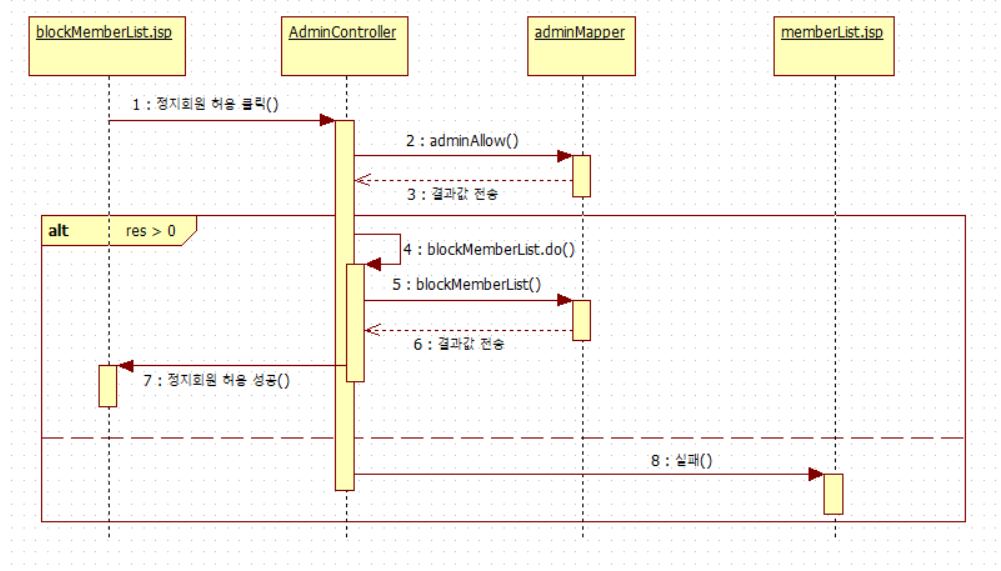 blockMemberList.jsp
AdminController
adminMapper
memberList.jsp
1 : 정지회원 허용 클릭()
2 : adminAllow()
3 : 결과값 전송
alt
res > 0
4 : blockMemberList.do()
5 : blockMemberList()
6 : 결과값 전송
7 : 정지회원 허용 성공()
8 : 실패()